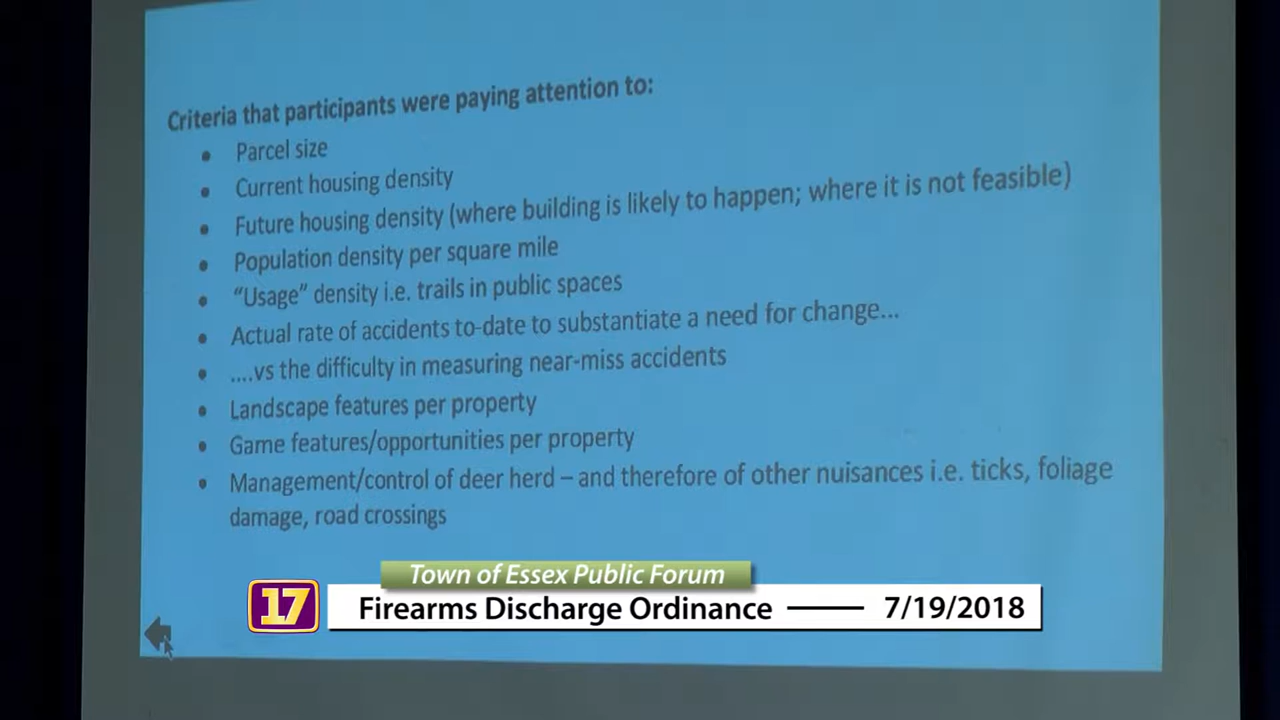 Criteria that participants were paying attention to:
• Parcel size
• Current housing density
• Future housing density (where building is likely to happen; where it is not feasible)
• Population density per square mile
• “Usage” density i.e. trails in public spaces
• Actual rate of accidents to-date to substantiate a need for change...
• ....vs the difficulty in measuring near-miss accidents
• Landscape features per property
• Game features/opportunities per property
• Management/control of deer herd – and therefore of other nuisances i.e. ticks, foliage
damage, road crossings
Town of Essex Public Forum
17
Firearms Discharge Ordinance —— 7/19/2018